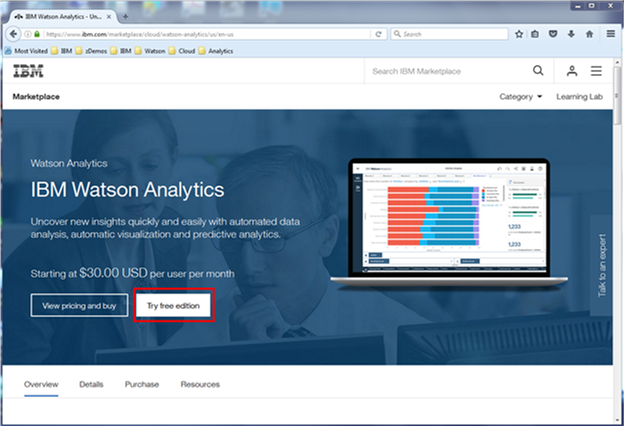 IBM Watson Analytics - Un...
https://www.ibm.com/marketplace/cloud/watson-analytics/us/en-us
Search
Most Visited IBM zDemos IBM Watson Cloud Analytics
IBM
Search IBM Marketplace
Marketplace
Category
Learning Lab
Watson Analytics
IBM Watson Analytics
Uncover new insights quickly and easily with automated data
analysis, automatic visualization and predictive analytics.
Starting at $30.00 USD per user per month
View pricing and buy
Try free edition
1,233
1,233
Talk to an expert
Overview Details Purchase Resources